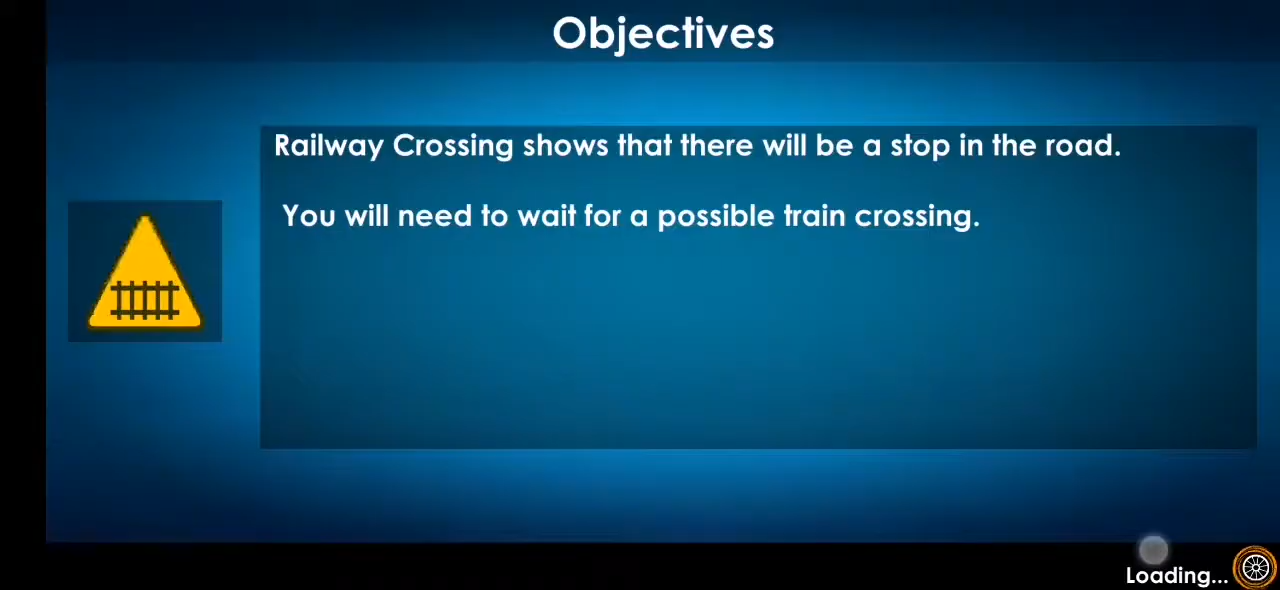 Objectives
Railway Crossing shows that there will be a stop in the road.
You will need to wait for a possible train crossing.
Loading...